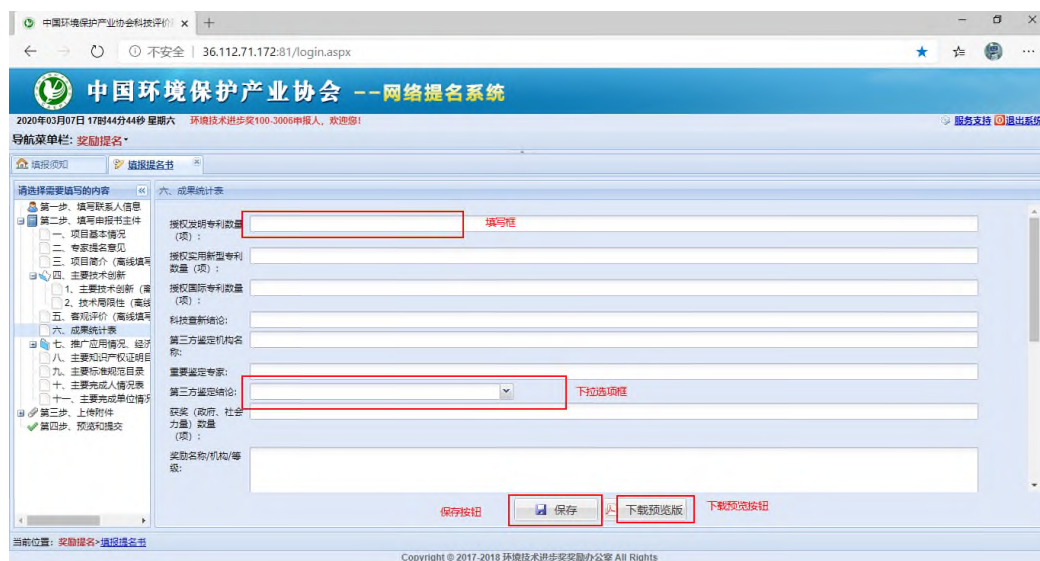 中国环境保护产业协会科技评价
不安全 | 36.112.71.172:81/login.aspx
中国环境保护产业协会 --网络提名系统
2020年03月07日 17时44分44秒 星期六 环境技术进步奖100-3006申报人，欢迎您!
服务支持 退出系统
导航菜单栏: 奖励提名
填报须知 填报提名书
请选择需要填写的内容
六、成果统计表
第一步、填写联系人信息
第二步、填写申报书主件
一、项目基本情况
二、专家提名意见
三、项目简介（离线填写
四、主要技术创新
1、主要技术创新（离
2、技术局限性（离线
五、客观评价（离线填写
六、成果统计表
七、推广应用情况、经济
八、主要知识产权证明目
九、主要标准规范目录
十、主要完成人情况表
十一、主要完成单位情况
第三步、上传附件
第四步、预览和提交
授权发明专利数量
（项）:
填写框
授权实用新型专利
数量（项）:
授权国际专利数量
（项）:
科技查新结论:
第三方鉴定机构名
称:
重要鉴定专家:
第三方鉴定结论:
下拉选项框
获奖（政府、社会
力量）数量
（项）:
奖励名称/机构/等
级:
保存按钮
保存
下载预览版
下载预览按钮
当前位置: 奖励提名>填报提名书
Copyright © 2017-2018 环境技术进步奖奖励办公室 All Rights